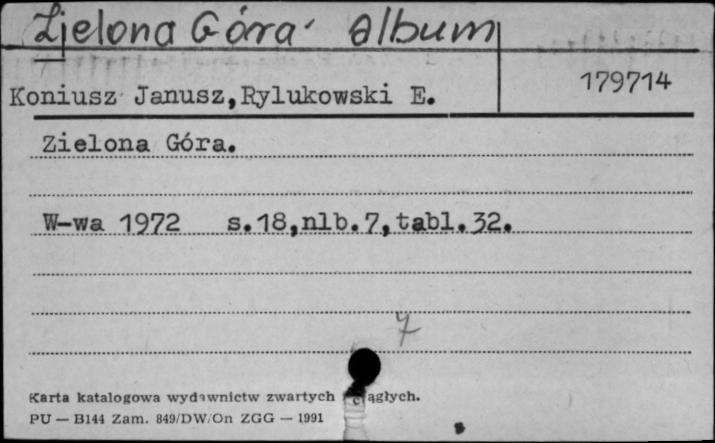 Zielona Góra album
Koniusz Janusz, Rylukowski E.
179714
Zielona Góra.
W-wa 1972 s.18,nlb.7,tabl.32.
7
Karta katalogowa wydawnictw zwartych ciągłych.
PU — B144 Zam. 849/DW/On ZGG — 1991